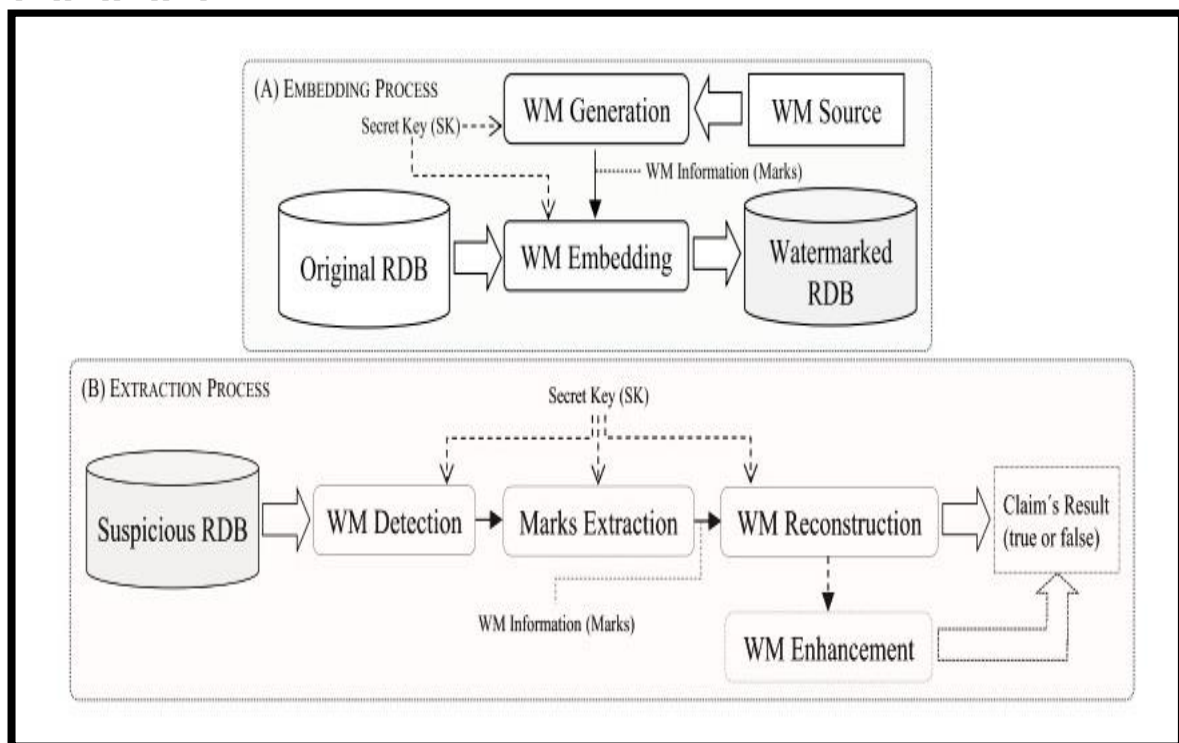 (A) EMBEDDING PROCESS
WM Generation
WM Source
Secret Key (SK)
WM Information (Marks)
Original RDB
WM Embedding
Watermarked
RDB
(B) EXTRACTION PROCESS
Secret Key (SK)
Suspicious RDB
WM Detection
Marks Extraction
WM Reconstruction
Claim´s Result
(true or false)
WM Information (Marks)
WM Enhancement